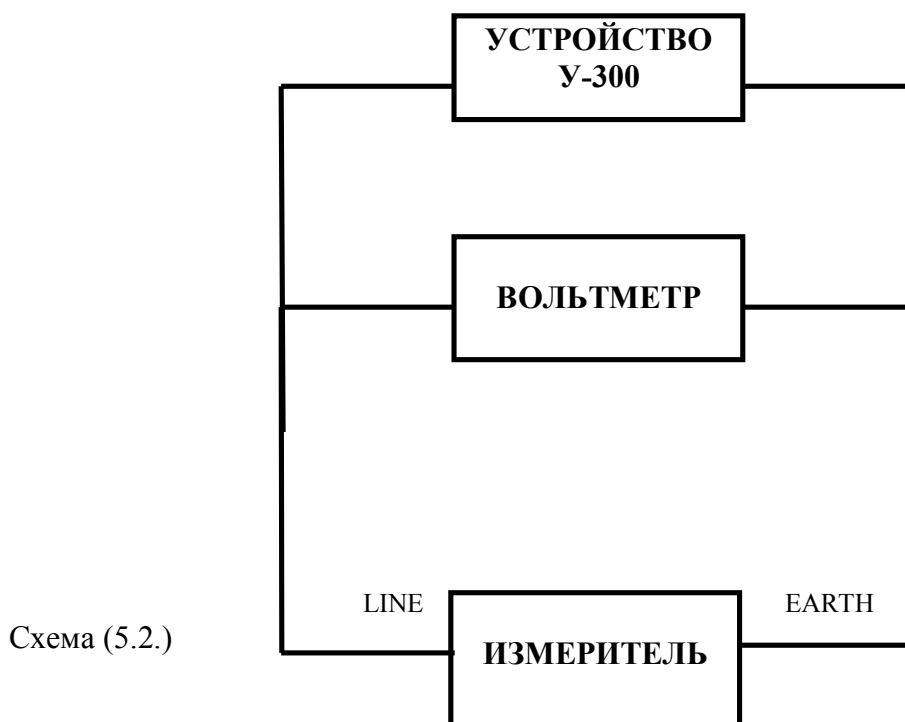 УСТРОЙСТВО
У-300
ВОЛЬТМЕТР
LINE
EARTH
Схема (5.2.)
ИЗМЕРИТЕЛЬ